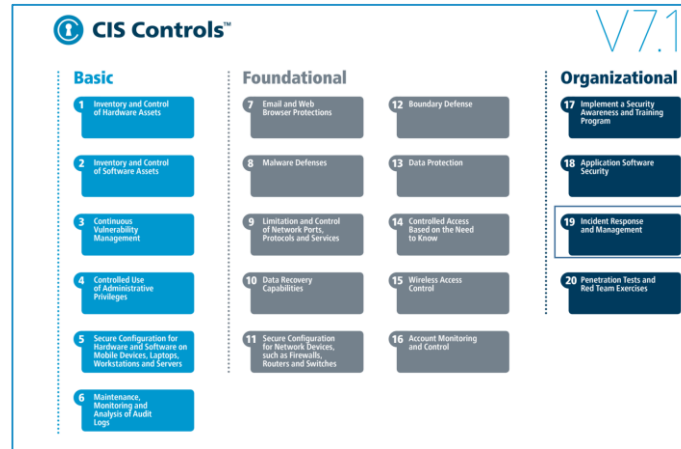 CIS Controls™
V7.1
Basic
1 Inventory and Control
of Hardware Assets
2 Inventory and Control
of Software Assets
3 Continuous
Vulnerability
Management
4 Controlled Use
of Administrative
Privileges
5 Secure Configuration for
Hardware and Software on
Mobile Devices, Laptops,
Workstations and Servers
6 Maintenance,
Monitoring and
Analysis of Audit
Logs
Foundational
7 Email and Web
Browser Protections
8 Malware Defenses
9 Limitation and Control
of Network Ports,
Protocols and Services
10 Data Recovery
Capabilities
11 Secure Configuration
for Network Devices,
such as Firewalls,
Routers and Switches
12 Boundary Defense
13 Data Protection
14 Controlled Access
Based on the Need
to Know
15 Wireless Access
Control
16 Account Monitoring
and Control
Organizational
17 Implement a Security
Awareness and Training
Program
18 Application Software
Security
19 Incident Response
and Management
20 Penetration Tests and
Red Team Exercises